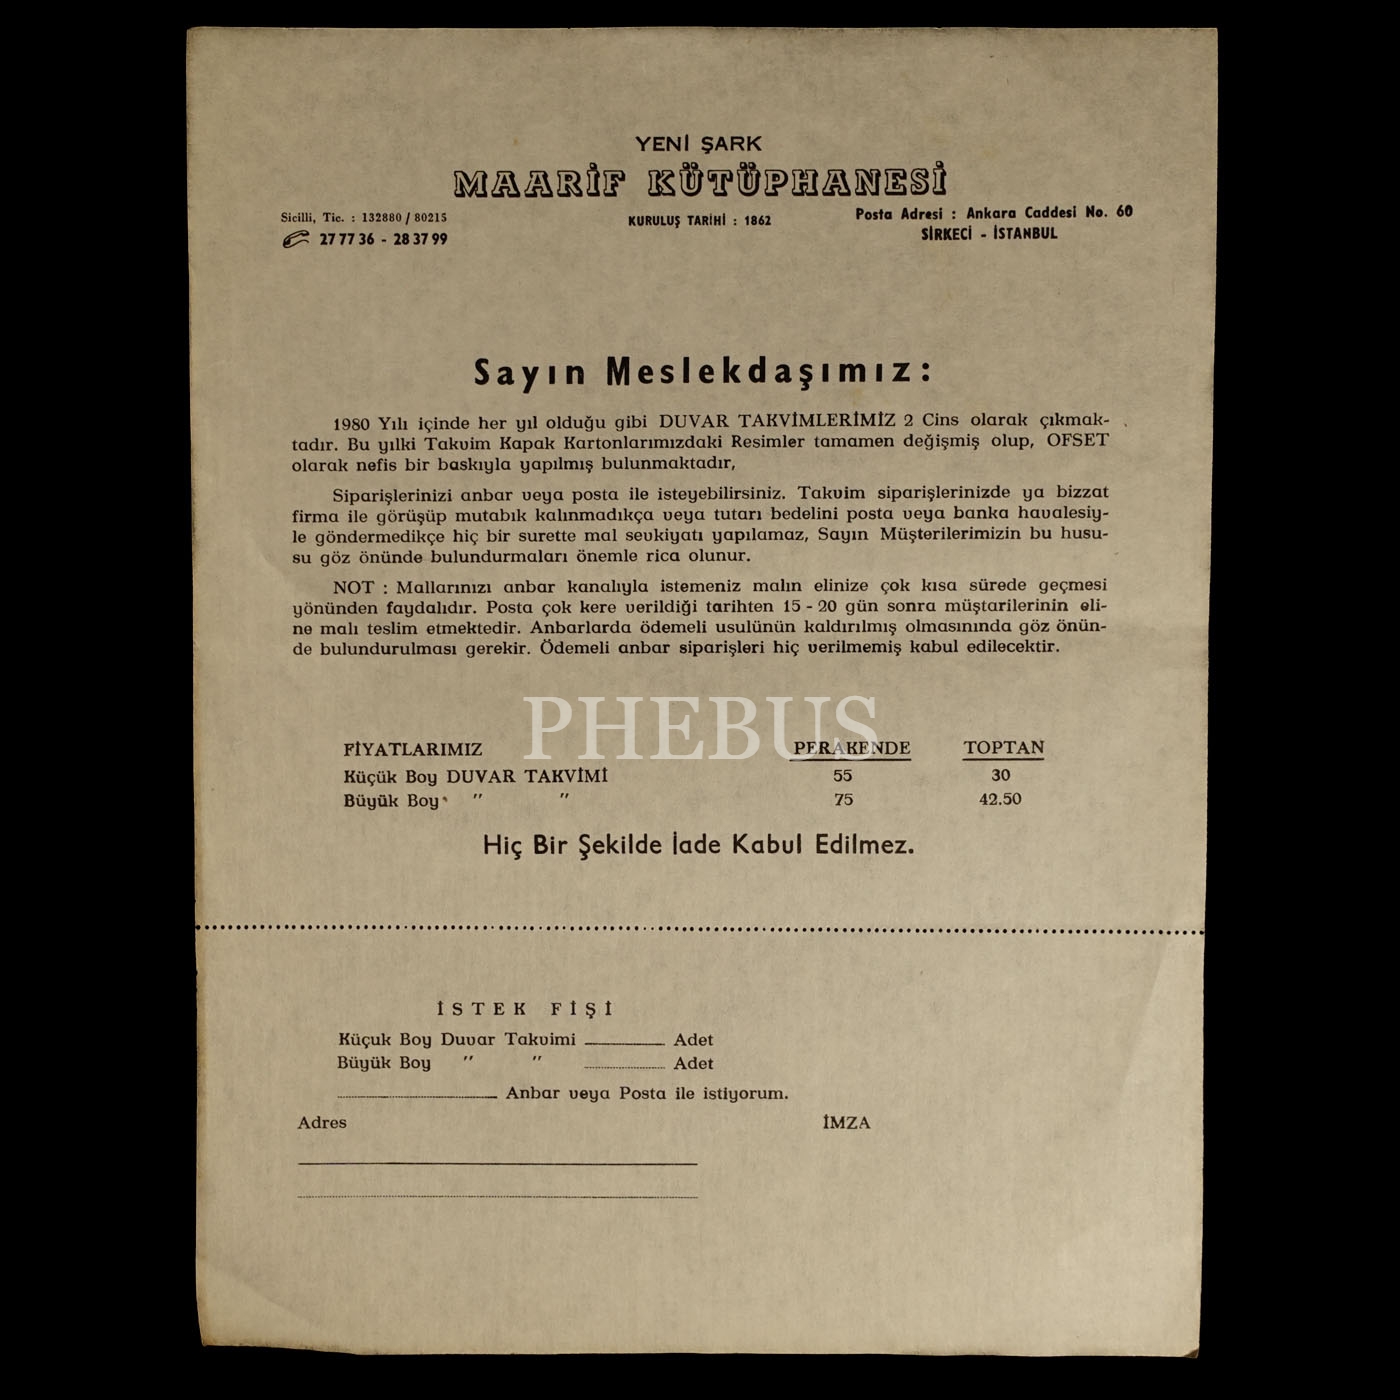 YENİ ŞARK
MAARİF KÜTÜPHANESİ
Sicilli, Tic. : 132880 / 80215
27 77 36 - 28 37 99
KURULUŞ TARİHİ : 1862
Posta Adresi : Ankara Caddesi No. 60
SİRKECİ - İSTANBUL
Sayın Meslekdaşımız:
1980 Yılı içinde her yıl olduğu gibi DUVAR TAKVİMLERİMİZ 2 Cins olarak çıkmak-
tadır. Bu yılki Takvim Kapak Kartonlarımızdaki Resimler tamamen değişmiş olup, OFSET
olarak nefis bir baskıyla yapılmış bulunmaktadır,
Siparişlerinizi anbar veya posta ile isteyebilirsiniz. Takvim siparişlerinizde ya bizzat
firma ile görüşüp mutabık kalınmadıkça veya tutarı bedelini posta veya banka havalesiy-
le göndermedikçe hiç bir surette mal sevkiyatı yapılamaz, Sayın Müşterilerimizin bu husu-
su göz önünde bulundurmaları önemle rica olunur.
NOT : Mallarınızı anbar kanalıyla istemeniz malın elinize çok kısa sürede geçmesi
yönünden faydalıdır. Posta çok kere verildiği tarihten 15 - 20 gün sonra müştarilerinin eli-
ne malı teslim etmektedir. Anbarlarda ödemeli usulünün kaldırılmış olmasınında göz önün-
de bulundurulması gerekir. Ödemeli anbar siparişleri hiç verilmemiş kabul edilecektir.
PHEBUS
FİYATLARIMIZ PERAKENDE TOPTAN
Küçük Boy DUVAR TAKVİMİ 55 30
Büyük Boy " " 75 42.50
Hiç Bir Şekilde İade Kabul Edilmez.
İSTEK FİŞİ
Küçuk Boy Duvar Takvimi Adet
Büyük Boy " " Adet
Anbar veya Posta ile istiyorum.
Adres İMZA